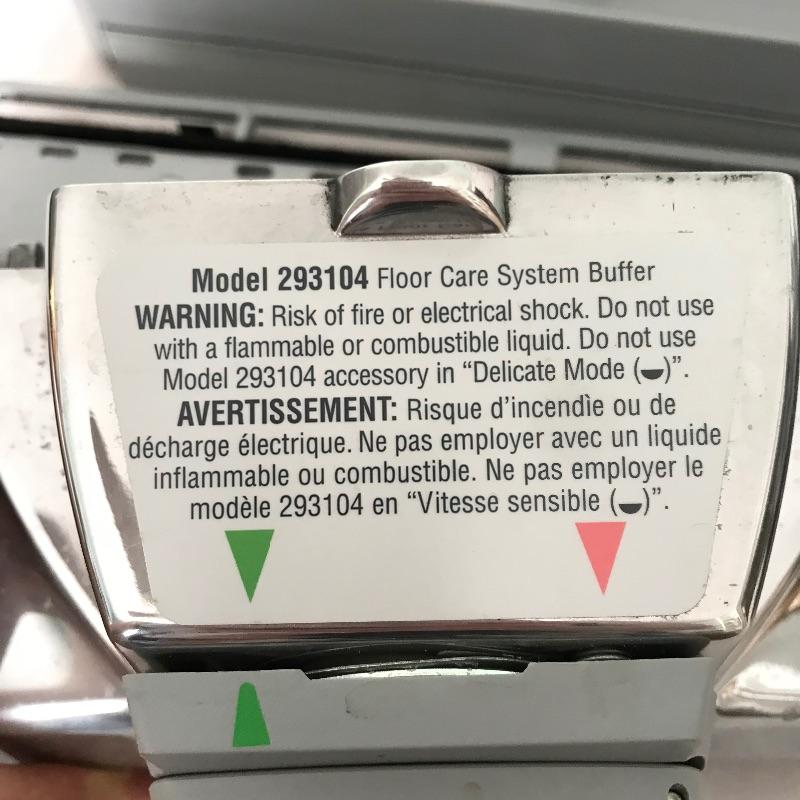 Model 293104 Floor Care System Buffer
WARNING: Risk of fire or electrical shock. Do not use
with a flammable or combustible liquid. Do not use
Model 293104 accessory in “Delicate Mode (◡)”.
AVERTISSEMENT: Risque d’incendie ou de
décharge électrique. Ne pas employer avec un liquide
inflammable ou combustible. Ne pas employer le
modèle 293104 en “Vitesse sensible (◡)”.